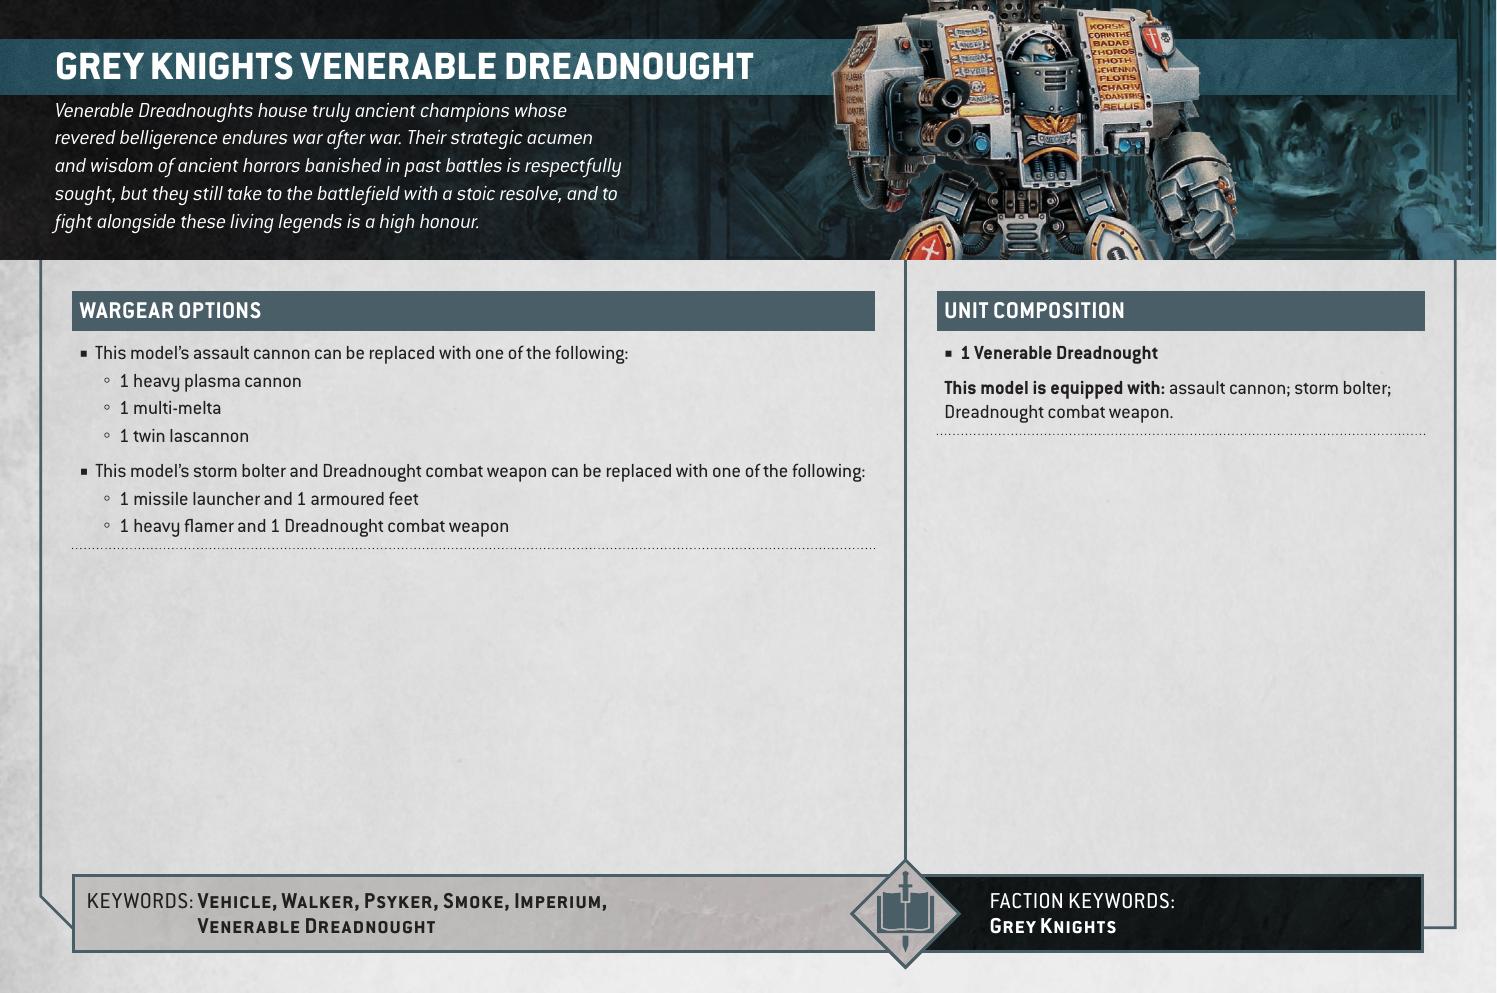 GREY KNIGHTS VENERABLE DREADNOUGHT
Venerable Dreadnoughts house truly ancient champions whose
revered belligerence endures war after war. Their strategic acumen
and wisdom of ancient horrors banished in past battles is respectfully
sought, but they still take to the battlefield with a stoic resolve, and to
fight alongside these living legends is a high honour.
KORSK
CORINTHE
BADAB
THOTH
GEHENNA
WARGEAR OPTIONS
▪ This model’s assault cannon can be replaced with one of the following:
◦ 1 heavy plasma cannon
◦ 1 multi-melta
◦ 1 twin lascannon
▪ This model’s storm bolter and Dreadnought combat weapon can be replaced with one of the following:
◦ 1 missile launcher and 1 armoured feet
◦ 1 heavy flamer and 1 Dreadnought combat weapon
UNIT COMPOSITION
▪ 1 Venerable Dreadnought
This model is equipped with: assault cannon; storm bolter;
Dreadnought combat weapon.
KEYWORDS: Vehicle, Walker, Psyker, Smoke, Imperium,
Venerable Dreadnought
FACTION KEYWORDS:
Grey Knights